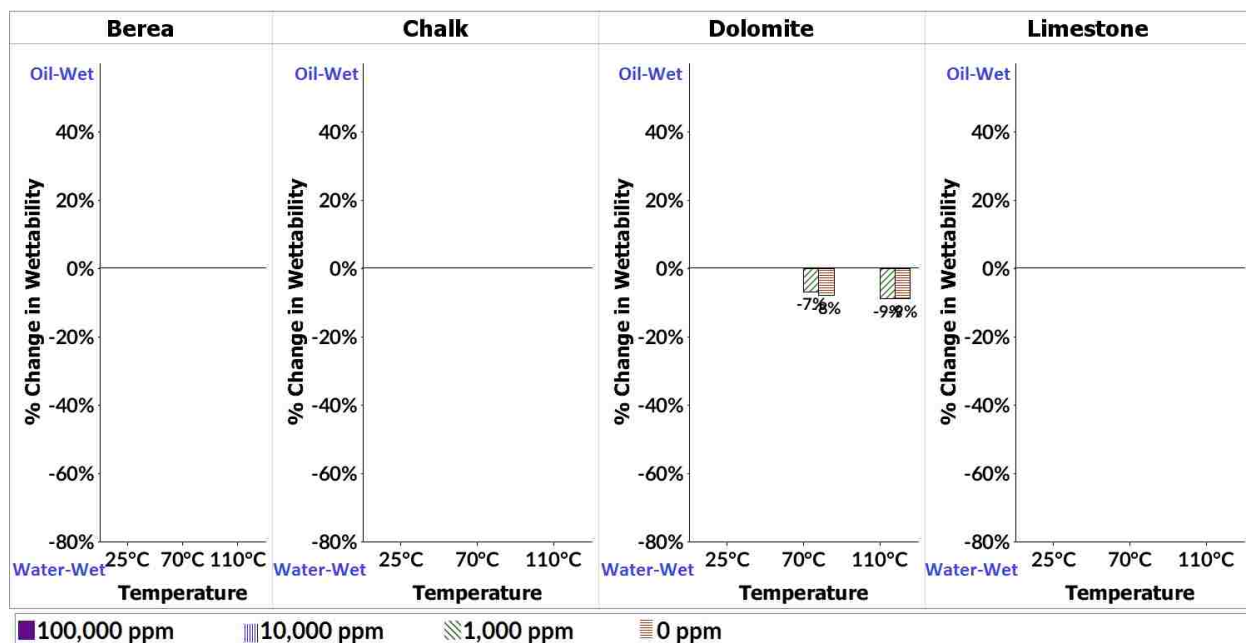 Berea Chalk Dolomite Limestone
Oil-Wet Oil-Wet Oil-Wet Oil-Wet
40% 40% 40% 40%
20% 20% 20% 20%
0% 0% 0% 0%
-7% -8% -9% -9%
-20% -20% -20% -20%
-40% -40% -40% -40%
-60% -60% -60% -60%
-80% -80% -80% -80%
% Change in Wettability % Change in Wettability % Change in Wettability % Change in Wettability
25°C 70°C 110°C 25°C 70°C 110°C 25°C 70°C 110°C 25°C 70°C 110°C
Water-Wet Water-Wet Water-Wet Water-Wet
Temperature Temperature Temperature Temperature
100,000 ppm 10,000 ppm 1,000 ppm 0 ppm